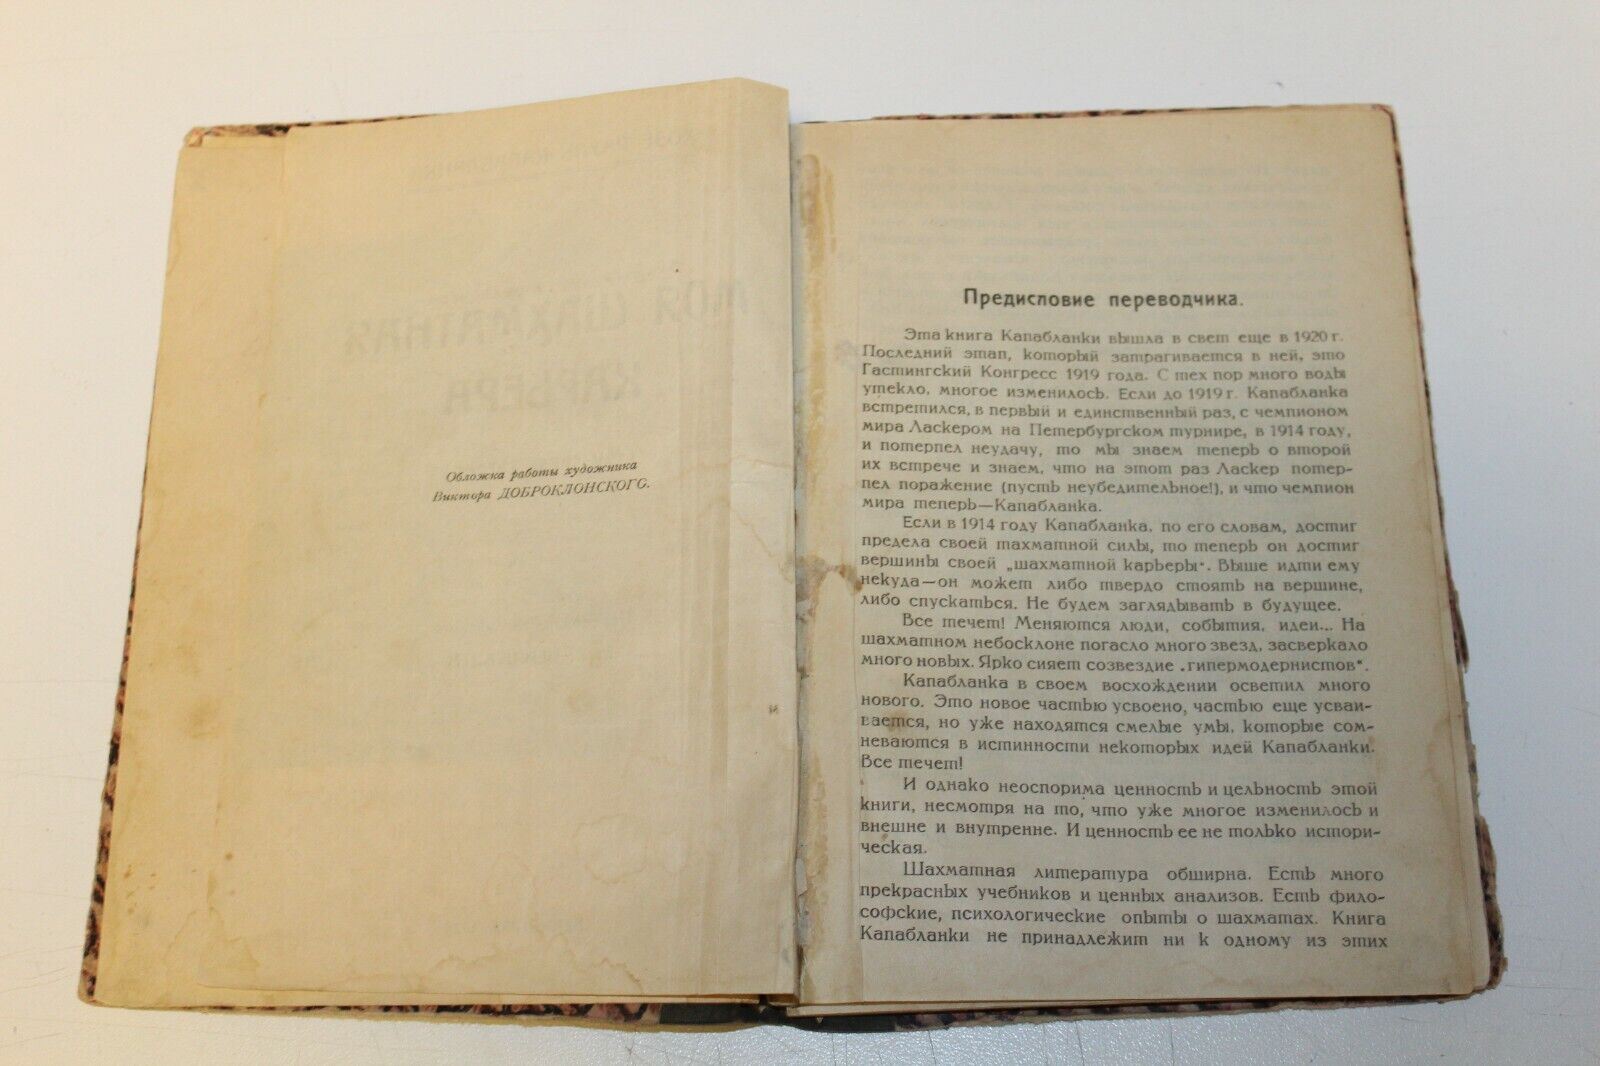 Обложка работы художника
Виктора ДОБРОКЛОНСКОГО.
Предисловие переводчика.
Эта книга Капабланки вышла в свет еще в 1920 г.
Последний этап, который затрагивается в ней, это
Гастингский Конгресс 1919 года. С тех пор много воды
утекло, многое изменилось. Если до 1919 г. Капабланка
встретился, в первый и единственный раз, с чемпионом
мира Ласкером на Петербургском турнире, в 1914 году,
и потерпел неудачу, то мы знаем теперь о второй
их встрече и знаем, что на этот раз Ласкер потер-
пел поражение (пусть неубедительное!), и что чемпион
мира теперь—Капабланка.
Если в 1914 году Капабланка, по его словам, достиг
предела своей шахматной силы, то теперь он достиг
вершины своей „шахматной карьеры“. Выше идти ему
некуда—он может либо твердо стоять на вершине,
либо спускаться. Не будем заглядывать в будущее.
Все течет! Меняются люди, события, идеи... На
шахматном небосклоне погасло много звезд, засверкало
много новых. Ярко сияет созвездие „гипермодернистов“.
Капабланка в своем восхождении осветил много
нового. Это новое частью усвоено, частью еще усваи-
вается, но уже находятся смелые умы, которые сом-
неваются в истинности некоторых идей Капабланки.
Все течет!
И однако неоспорима ценность и цельность этой
книги, несмотря на то, что уже многое изменилось и
внешне и внутренне. И ценность ее не только истори-
ческая.
Шахматная литература обширна. Есть много
прекрасных учебников и ценных анализов. Есть фило-
софские, психологические опыты о шахматах. Книга
Капабланки не принадлежит ни к одному из этих